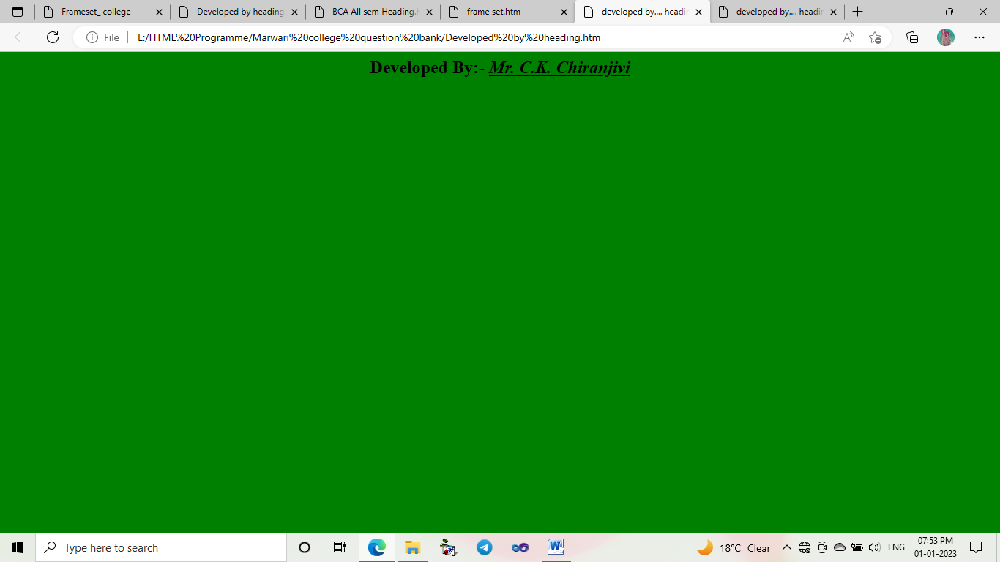 Frameset_ college
Developed by heading
BCA All sem Heading.h
frame set.htm
developed by.... headin
developed by.... headin
File
E:/HTML%20Programme/Marwari%20college%20question%20bank/Developed%20by%20heading.htm
Developed By:- Mr. C.K. Chiranjivi
Type here to search
18°C Clear
ENG
07:53 PM
01-01-2023